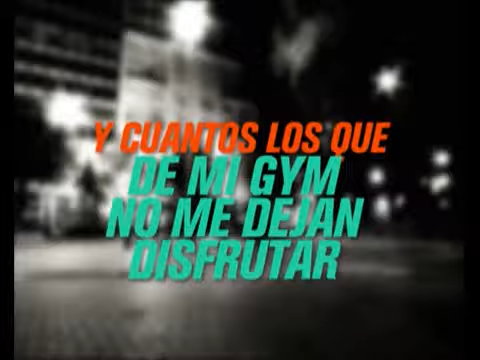 Y CUANTOS LOS QUE
DE MI GYM
NO ME DEJAN
DISFRUTAR